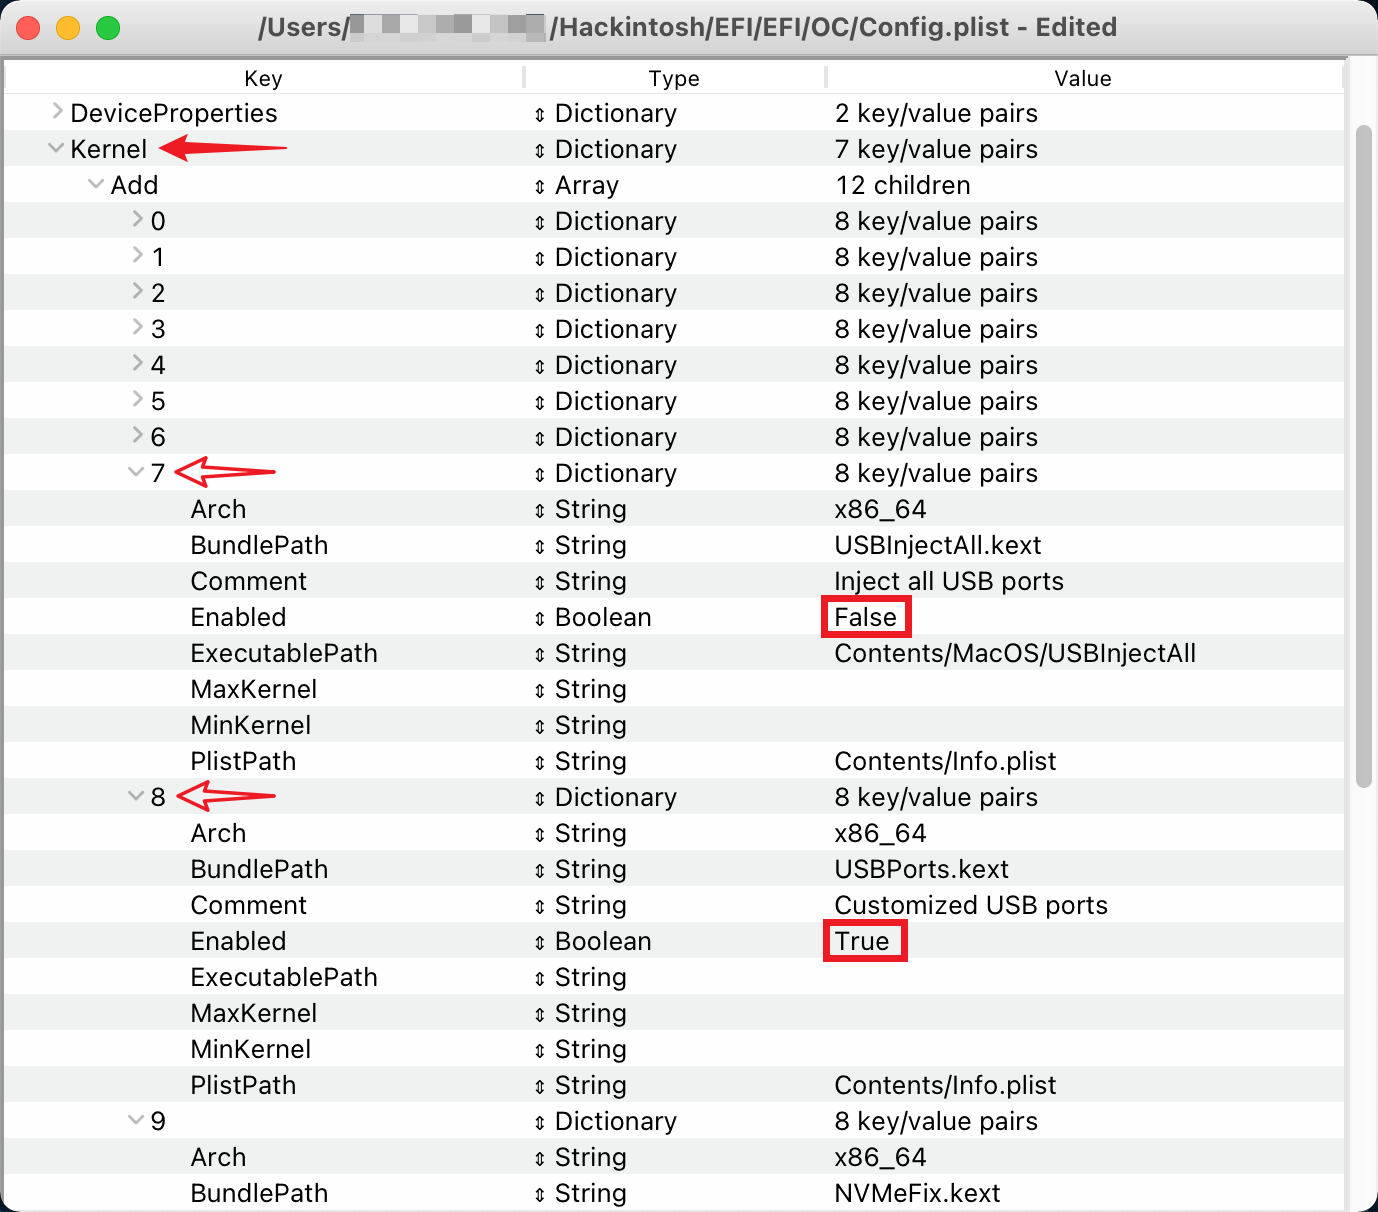 /Users/ /Hackintosh/EFI/EFI/OC/Config.plist - Edited
Key Type Value
DeviceProperties Dictionary 2 key/value pairs
Kernel Dictionary 7 key/value pairs
Add Array 12 children
0 Dictionary 8 key/value pairs
1 Dictionary 8 key/value pairs
2 Dictionary 8 key/value pairs
3 Dictionary 8 key/value pairs
4 Dictionary 8 key/value pairs
5 Dictionary 8 key/value pairs
6 Dictionary 8 key/value pairs
7 Dictionary 8 key/value pairs
Arch String x86_64
BundlePath String USBInjectAll.kext
Comment String Inject all USB ports
Enabled Boolean False
ExecutablePath String Contents/MacOS/USBInjectAll
MaxKernel String
MinKernel String
PlistPath String Contents/Info.plist
8 Dictionary 8 key/value pairs
Arch String x86_64
BundlePath String USBPorts.kext
Comment String Customized USB ports
Enabled Boolean True
ExecutablePath String
MaxKernel String
MinKernel String
PlistPath String Contents/Info.plist
9 Dictionary 8 key/value pairs
Arch String x86_64
BundlePath String NVMeFix.kext